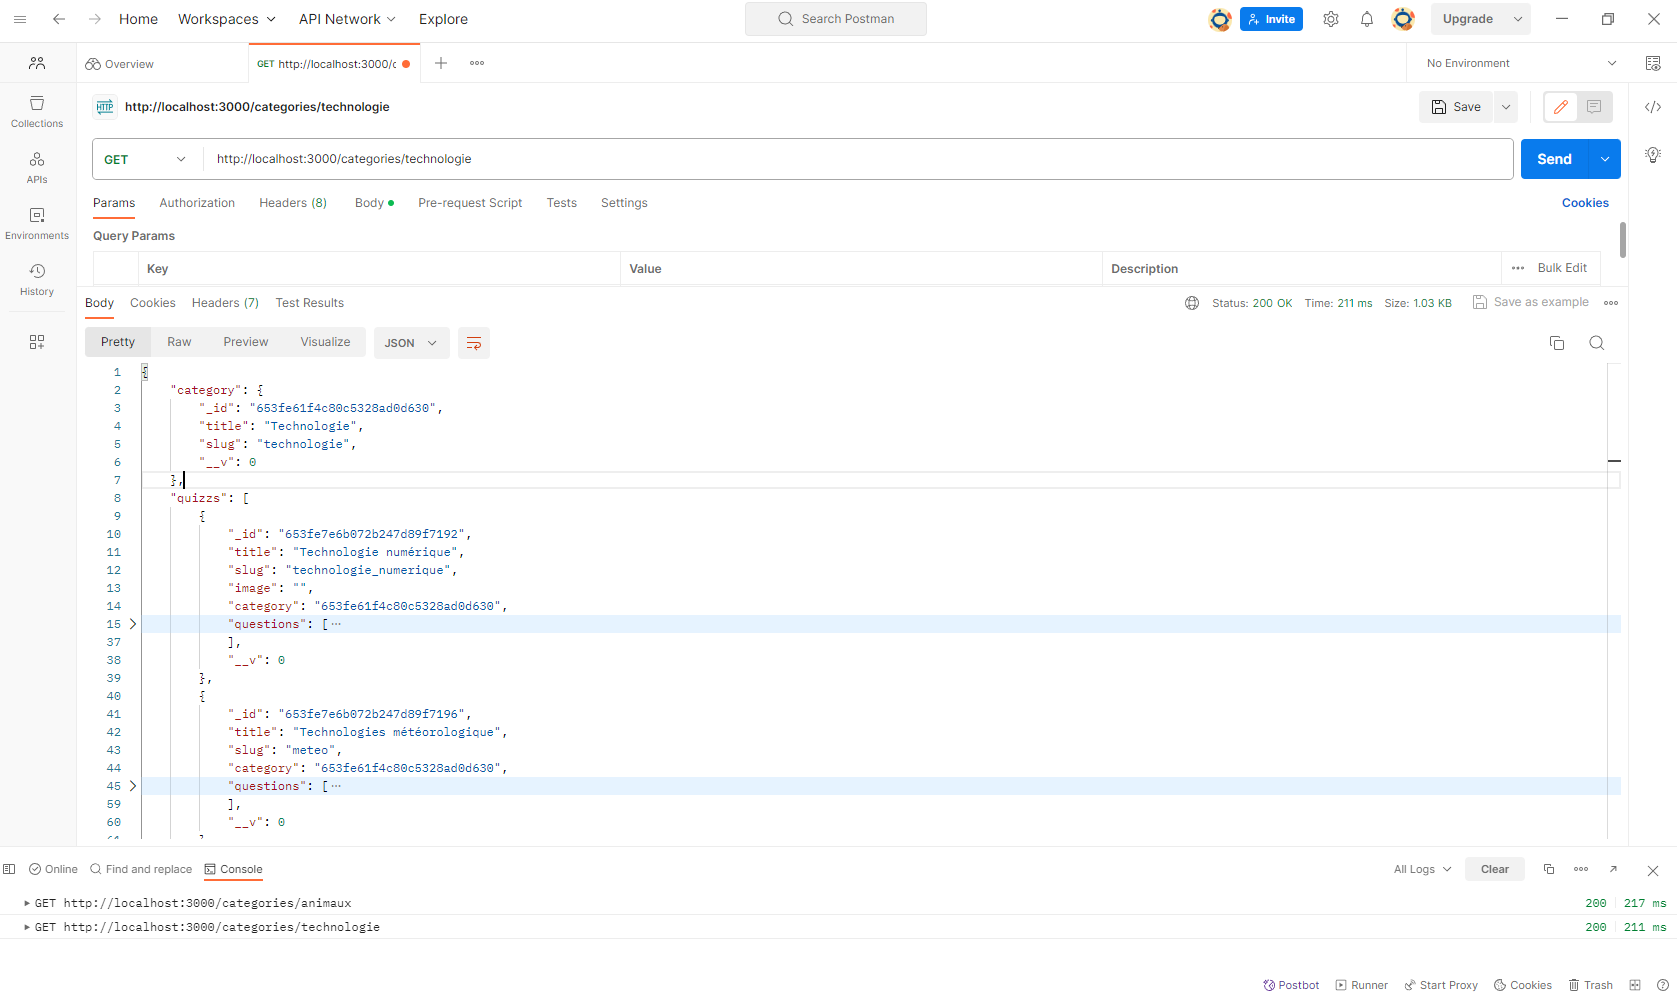 Home Workspaces API Network Explore Search Postman Invite Upgrade
Overview GET http://localhost:3000/c No Environment
HTTP http://localhost:3000/categories/technologie Save
Collections
GET http://localhost:3000/categories/technologie Send
APIs
Params Authorization Headers (8) Body Pre-request Script Tests Settings Cookies
Environments
Query Params
Key Value Description Bulk Edit
History
Body Cookies Headers (7) Test Results Status: 200 OK Time: 211 ms Size: 1.03 KB Save as example
Pretty Raw Preview Visualize JSON
1 {
2 "category": {
3 "_id": "653fe61f4c80c5328ad0d630",
4 "title": "Technologie",
5 "slug": "technologie",
6 "__v": 0
7 },
8 "quizzs": [
9 {
10 "_id": "653fe7e6b072b247d89f7192",
11 "title": "Technologie numérique",
12 "slug": "technologie_numerique",
13 "image": "",
14 "category": "653fe61f4c80c5328ad0d630",
15 "questions": [ ···
37 ],
38 "__v": 0
39 },
40 {
41 "_id": "653fe7e6b072b247d89f7196",
42 "title": "Technologies météorologique",
43 "slug": "meteo",
44 "category": "653fe61f4c80c5328ad0d630",
45 "questions": [ ···
59 ],
60 "__v": 0
Online Find and replace Console All Logs Clear
GET http://localhost:3000/categories/animaux 200 217 ms
GET http://localhost:3000/categories/technologie 200 211 ms
Postbot Runner Start Proxy Cookies Trash